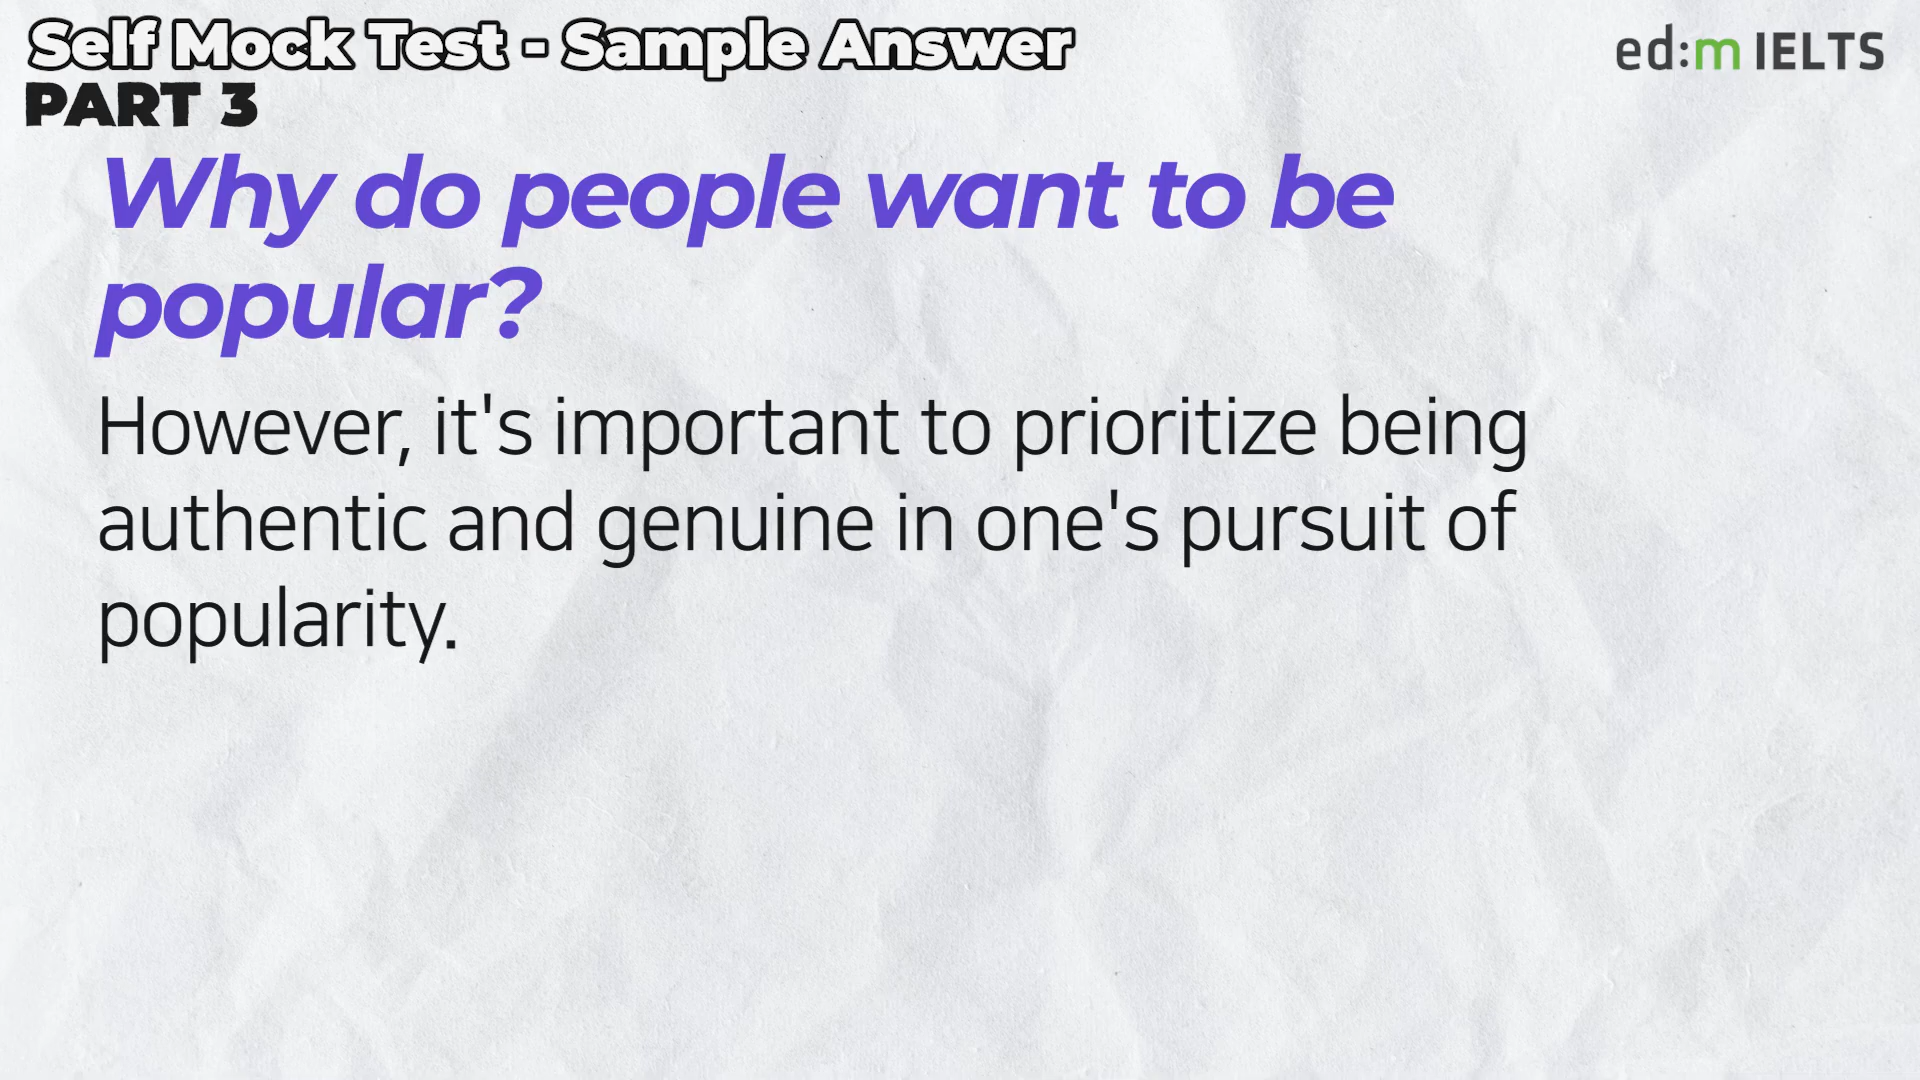 Self Mock Test - Sample Answer
ed:m IELTS
PART 3
Why do people want to be
popular?
However, it's important to prioritize being
authentic and genuine in one's pursuit of
popularity.